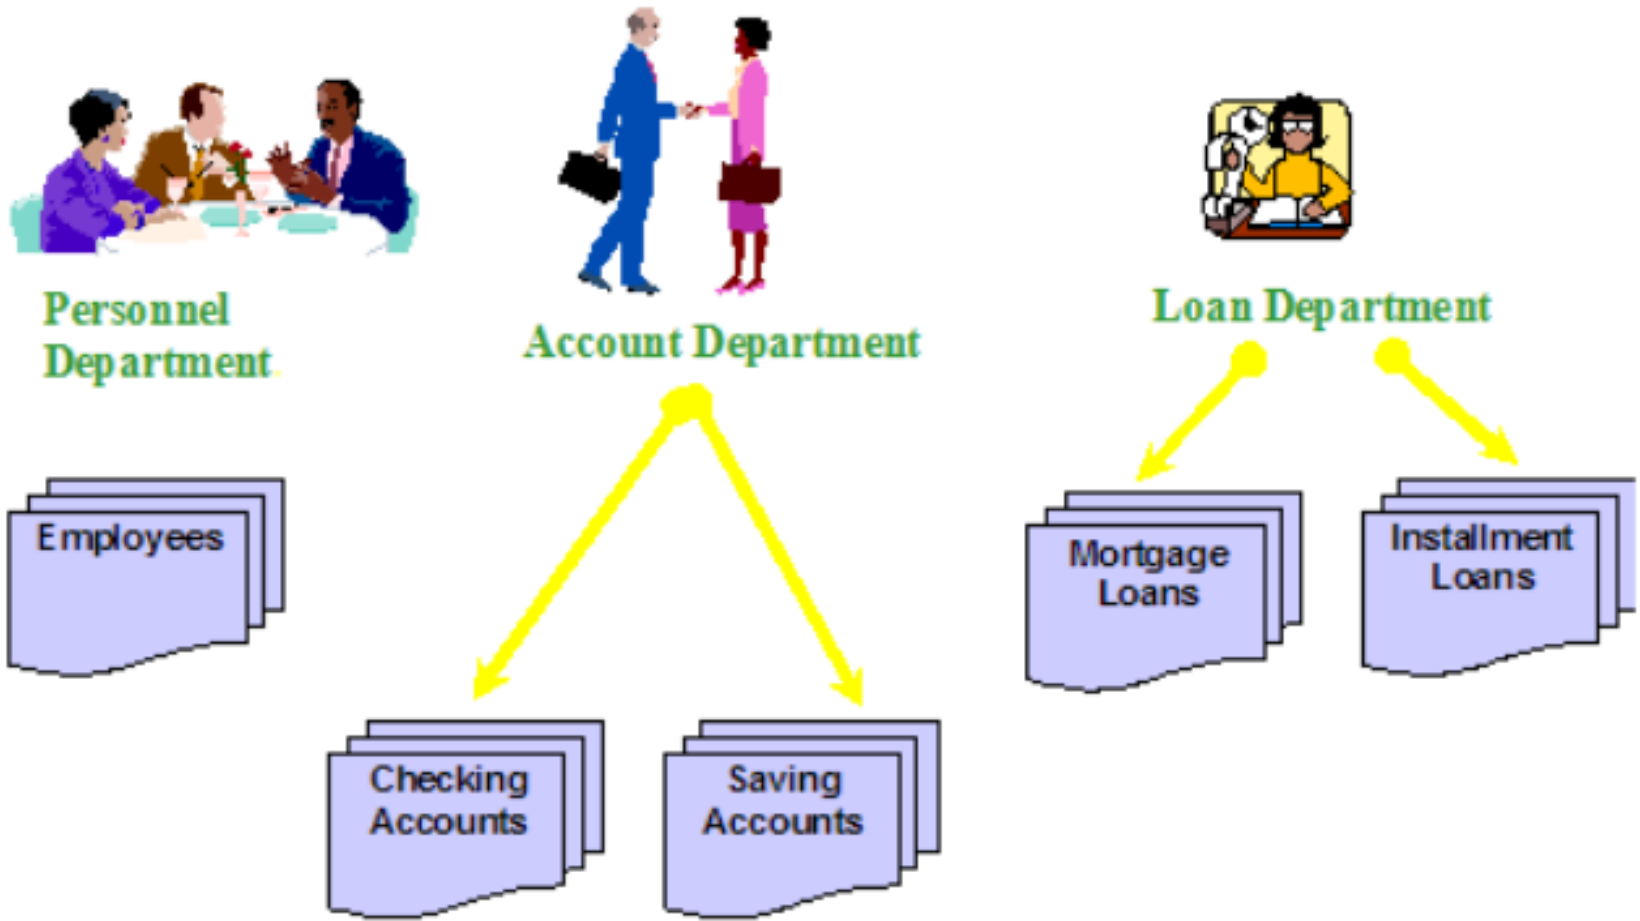 Personnel
Department.
Account Department
Loan Department
Employees
Mortgage
Loans
Installment
Loans
Checking
Accounts
Saving
Accounts